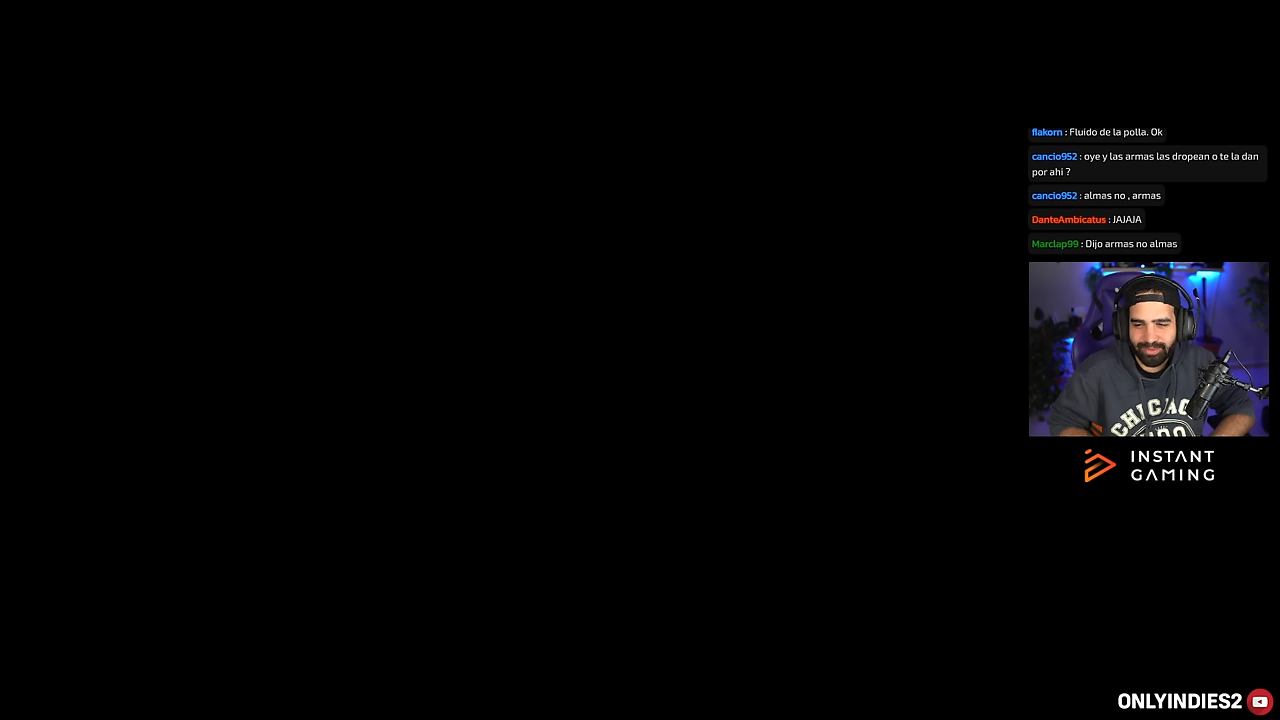 flakorn : Fluido de la polla. Ok
cancio952 : oye y las armas las dropean o te la dan
por ahi ?
cancio952 : almas no , armas
DanteAmbicatus : JAJAJA
Marclap99 : Dijo armas no almas
CHICAG
INSTANT
GAMING
ONLYINDIES2